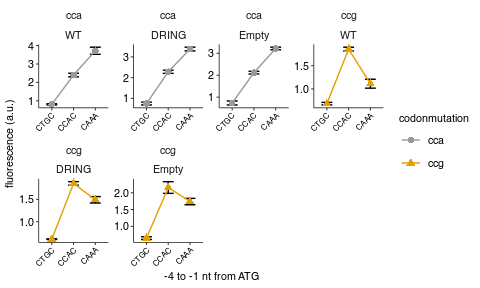 cca
WT
4
3
2
1
CTGC
CCAC
CAAA
cca
DRING
3
2
1
CTGC
CCAC
CAAA
cca
Empty
3
2
1
CTGC
CCAC
CAAA
ccg
WT
1.5
1.0
CTGC
CCAC
CAAA
ccg
DRING
1.5
1.0
CTGC
CCAC
CAAA
ccg
Empty
2.0
1.5
1.0
CTGC
CCAC
CAAA
fluorescence (a.u.)
-4 to -1 nt from ATG
codonmutation
cca
ccg